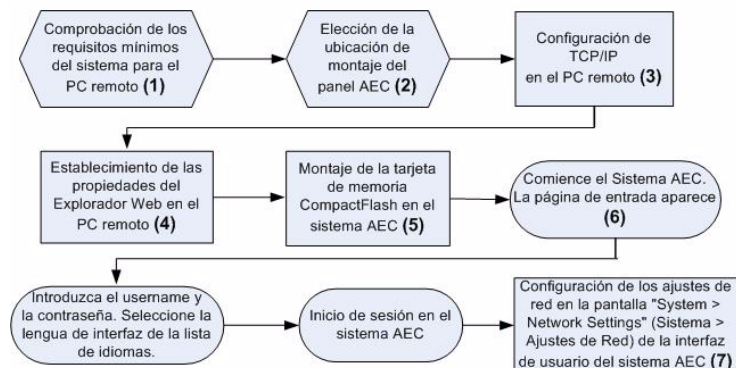 Comprobación de los
requisitos mínimos
del sistema para el
PC remoto (1)
Elección de la
ubicación de
montaje del
panel AEC (2)
Configuración de
TCP/IP
en el PC remoto (3)
Establecimiento de las
propiedades del
Explorador Web en el
PC remoto (4)
Montaje de la tarjeta
de memoria
CompactFlash en el
sistema AEC (5)
Comience el Sistema AEC.
La página de entrada aparece
(6)
Introduzca el username y
la contraseña. Seleccione la
lengua de interfaz de la lista
de idiomas.
Inicio de sesión en el
sistema AEC
Configuración de los ajustes de
red en la pantalla "System >
Network Settings" (Sistema >
Ajustes de Red) de la interfaz
de usuario del sistema AEC (7)